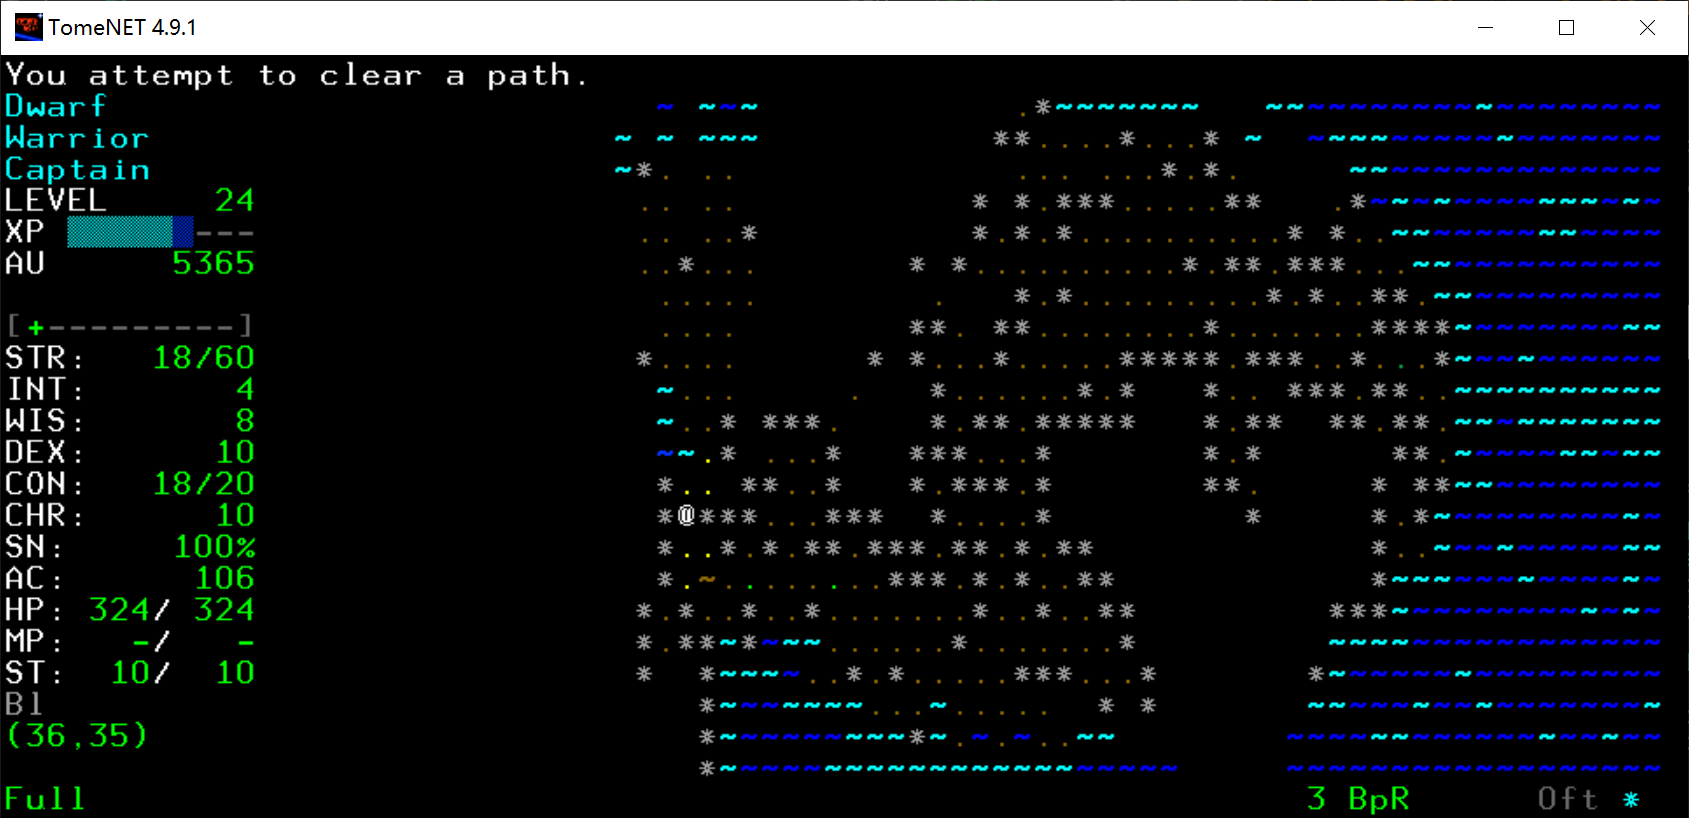 TomeNET 4.9.1
You attempt to clear a path.
Dwarf
Warrior
Captain
LEVEL 24
XP
AU 5365
[+---------]
STR: 18/60
INT: 4
WIS: 8
DEX: 10
CON: 18/20
CHR: 10
SN: 100%
AC: 106
HP: 324/ 324
MP: -/ -
ST: 10/ 10
Bl
(36,35)
Full 3 BpR 0ft *